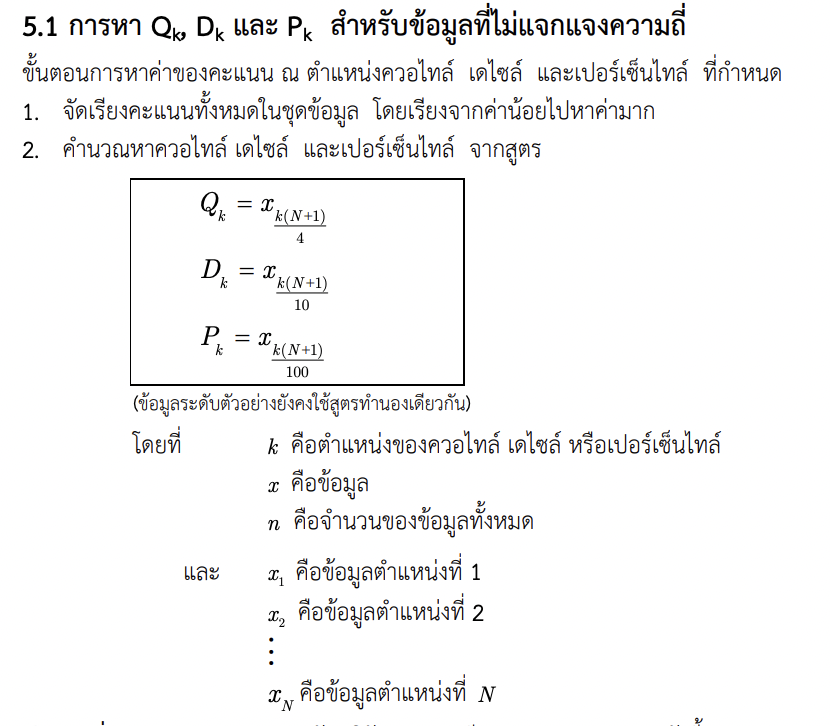 5.1 การหา Qk, Dk และ Pk สำหรับข้อมูลที่ไม่แจกแจงความถี่
ขั้นตอนการหาค่าของคะแนน ณ ตำแหน่งควอไทล์ เดไซล์ และเปอร์เซ็นไทล์ ที่กำหนด
1. จัดเรียงคะแนนทั้งหมดในชุดข้อมูล โดยเรียงจากค่าน้อยไปหาค่ามาก
2. คำนวณหาควอไทล์ เดไซล์ และเปอร์เซ็นไทล์ จากสูตร
Q_k = x_{\frac{k(N+1)}{4}}
D_k = x_{\frac{k(N+1)}{10}}
P_k = x_{\frac{k(N+1)}{100}}
(ข้อมูลระดับตัวอย่างยังคงใช้สูตรทำนองเดียวกัน)
โดยที่ k คือตำแหน่งของควอไทล์ เดไซล์ หรือเปอร์เซ็นไทล์
x คือข้อมูล
n คือจำนวนของข้อมูลทั้งหมด
และ x_1 คือข้อมูลตำแหน่งที่ 1
x_2 คือข้อมูลตำแหน่งที่ 2
⋮
x_N คือข้อมูลตำแหน่งที่ N